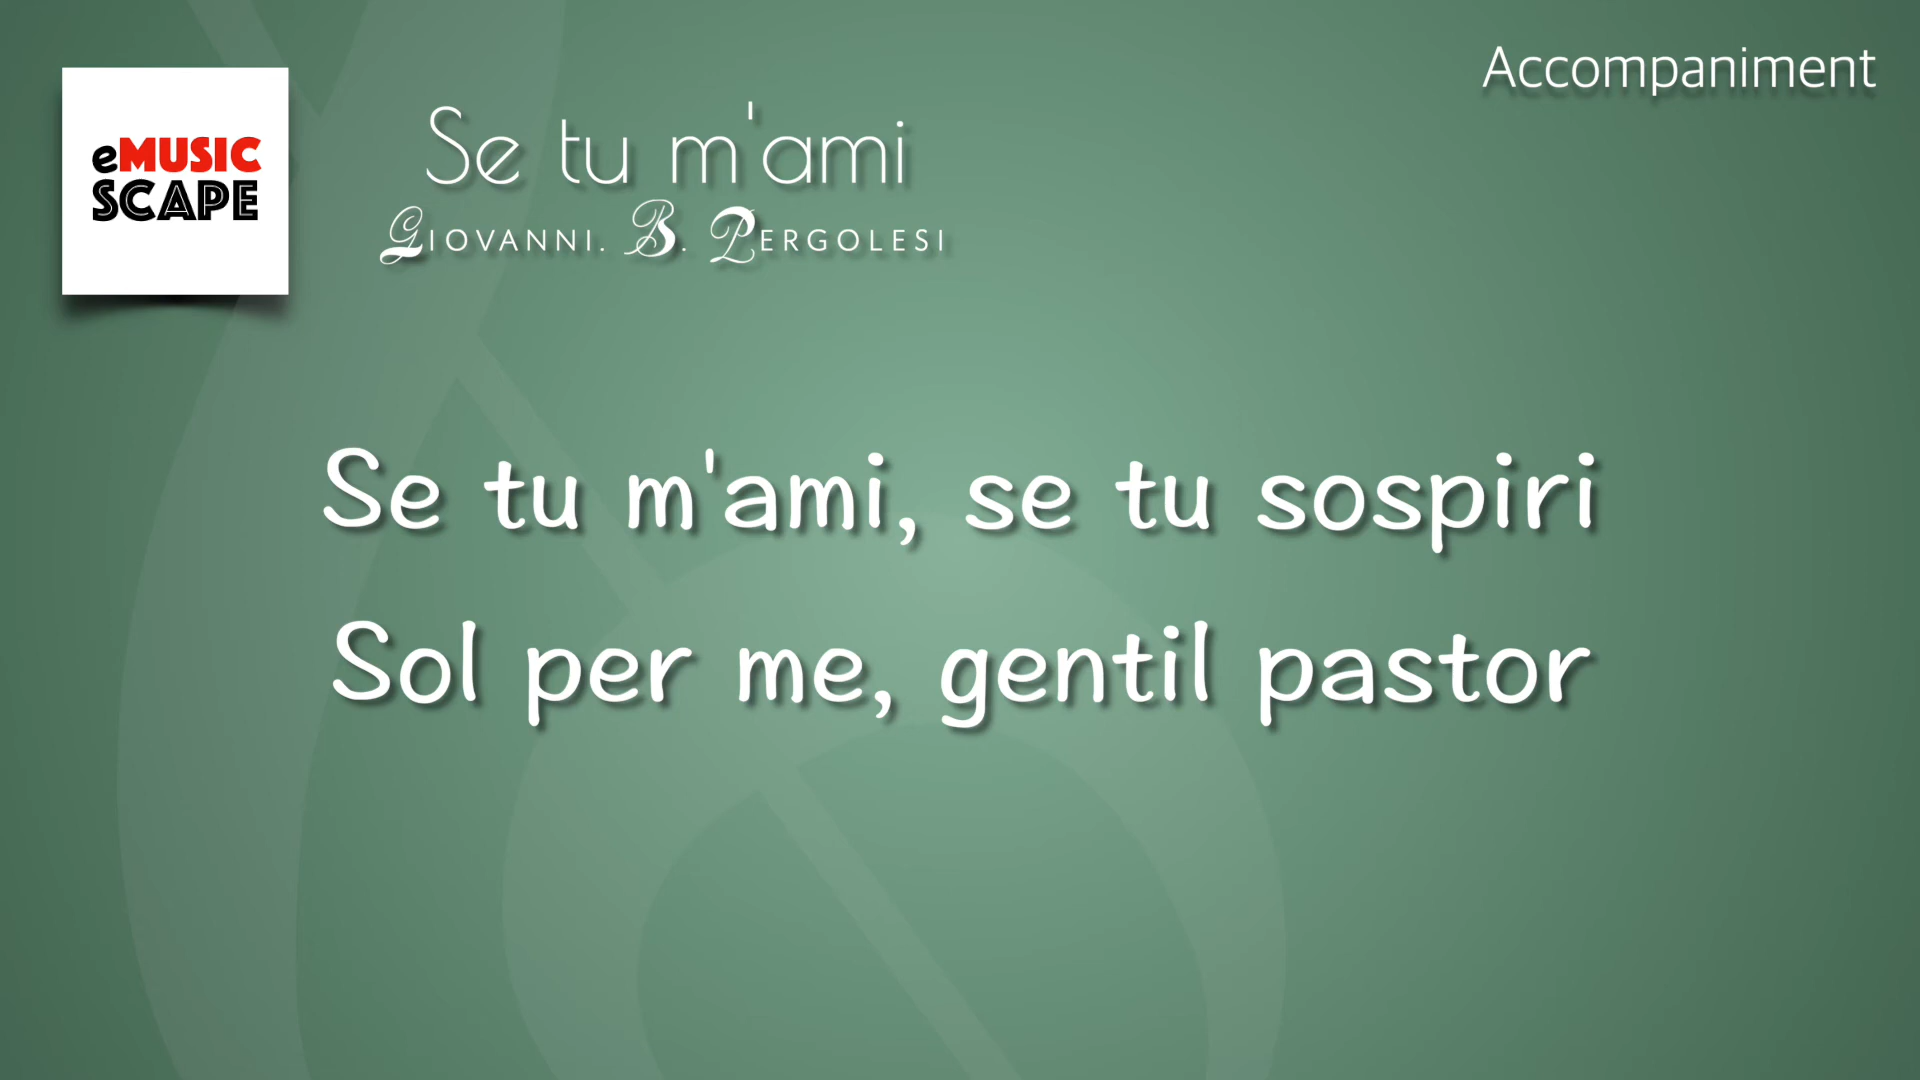 eMUSIC
SCAPE
Se tu m'ami
GIOVANNI. B. PERGOLESI
Accompaniment
Se tu m'ami, se tu sospiri
Sol per me, gentil pastor